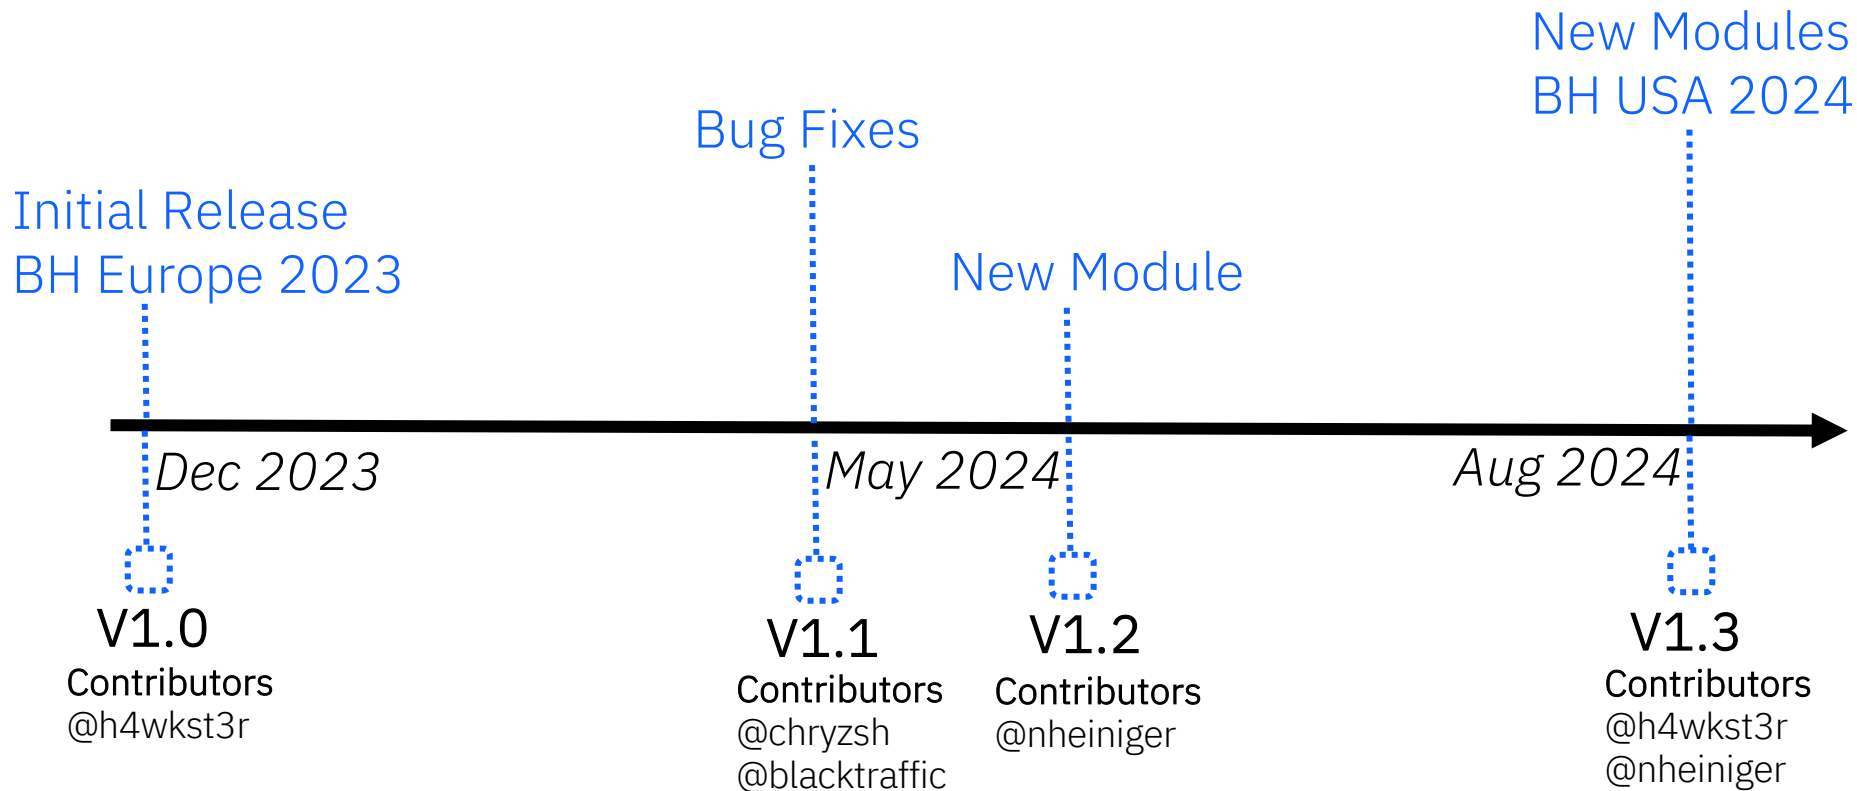 New Modules
BH USA 2024
Bug Fixes
Initial Release
BH Europe 2023
New Module
Dec 2023
May 2024
Aug 2024
V1.0
Contributors
@h4wkst3r
V1.1
Contributors
@chryzsh
@blacktraffic
V1.2
Contributors
@nheiniger
V1.3
Contributors
@h4wkst3r
@nheiniger